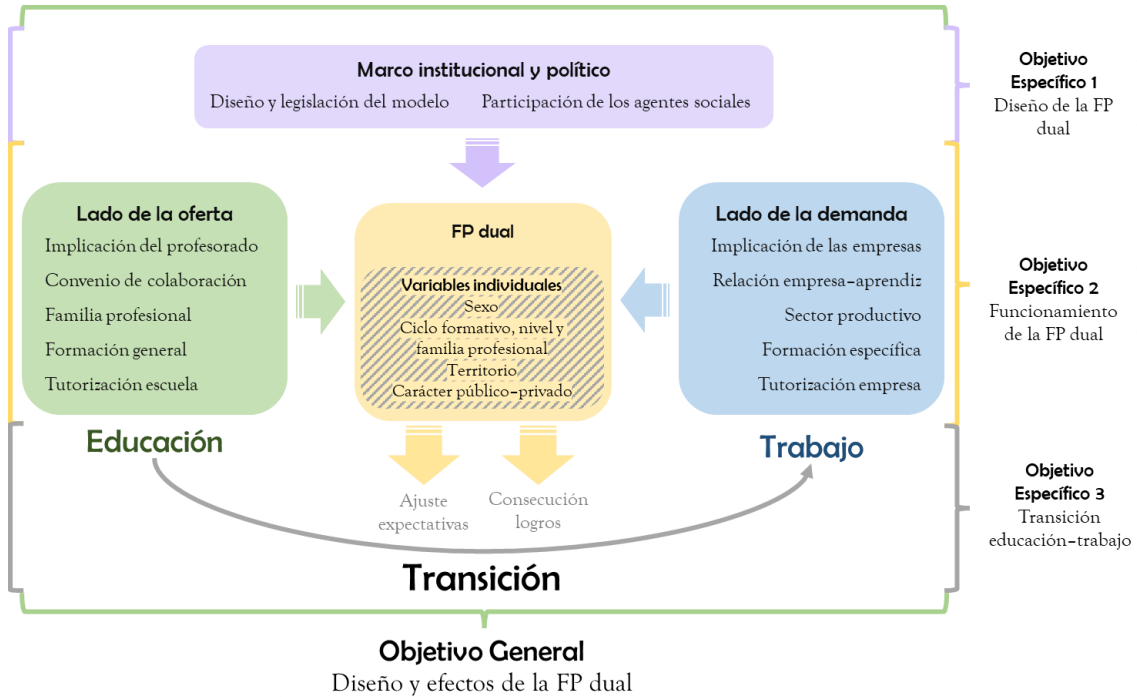 Marco institucional y político
Diseño y legislación del modelo
Participación de los agentes sociales
Objetivo
Específico 1
Diseño de la FP
dual
Lado de la oferta
Implicación del profesorado
Convenio de colaboración
Familia profesional
Formación general
Tutorización escuela
FP dual
Variables individuales
Sexo
Ciclo formativo, nivel y
familia profesional
Territorio
Carácter público-privado
Lado de la demanda
Implicación de las empresas
Relación empresa-aprendiz
Sector productivo
Formación específica
Tutorización empresa
Objetivo
Específico 2
Funcionamiento
de la FP dual
Educación
Trabajo
Ajuste
expectativas
Consecución
logros
Transición
Objetivo
Específico 3
Transición
educación-trabajo
Objetivo General
Diseño y efectos de la FP dual